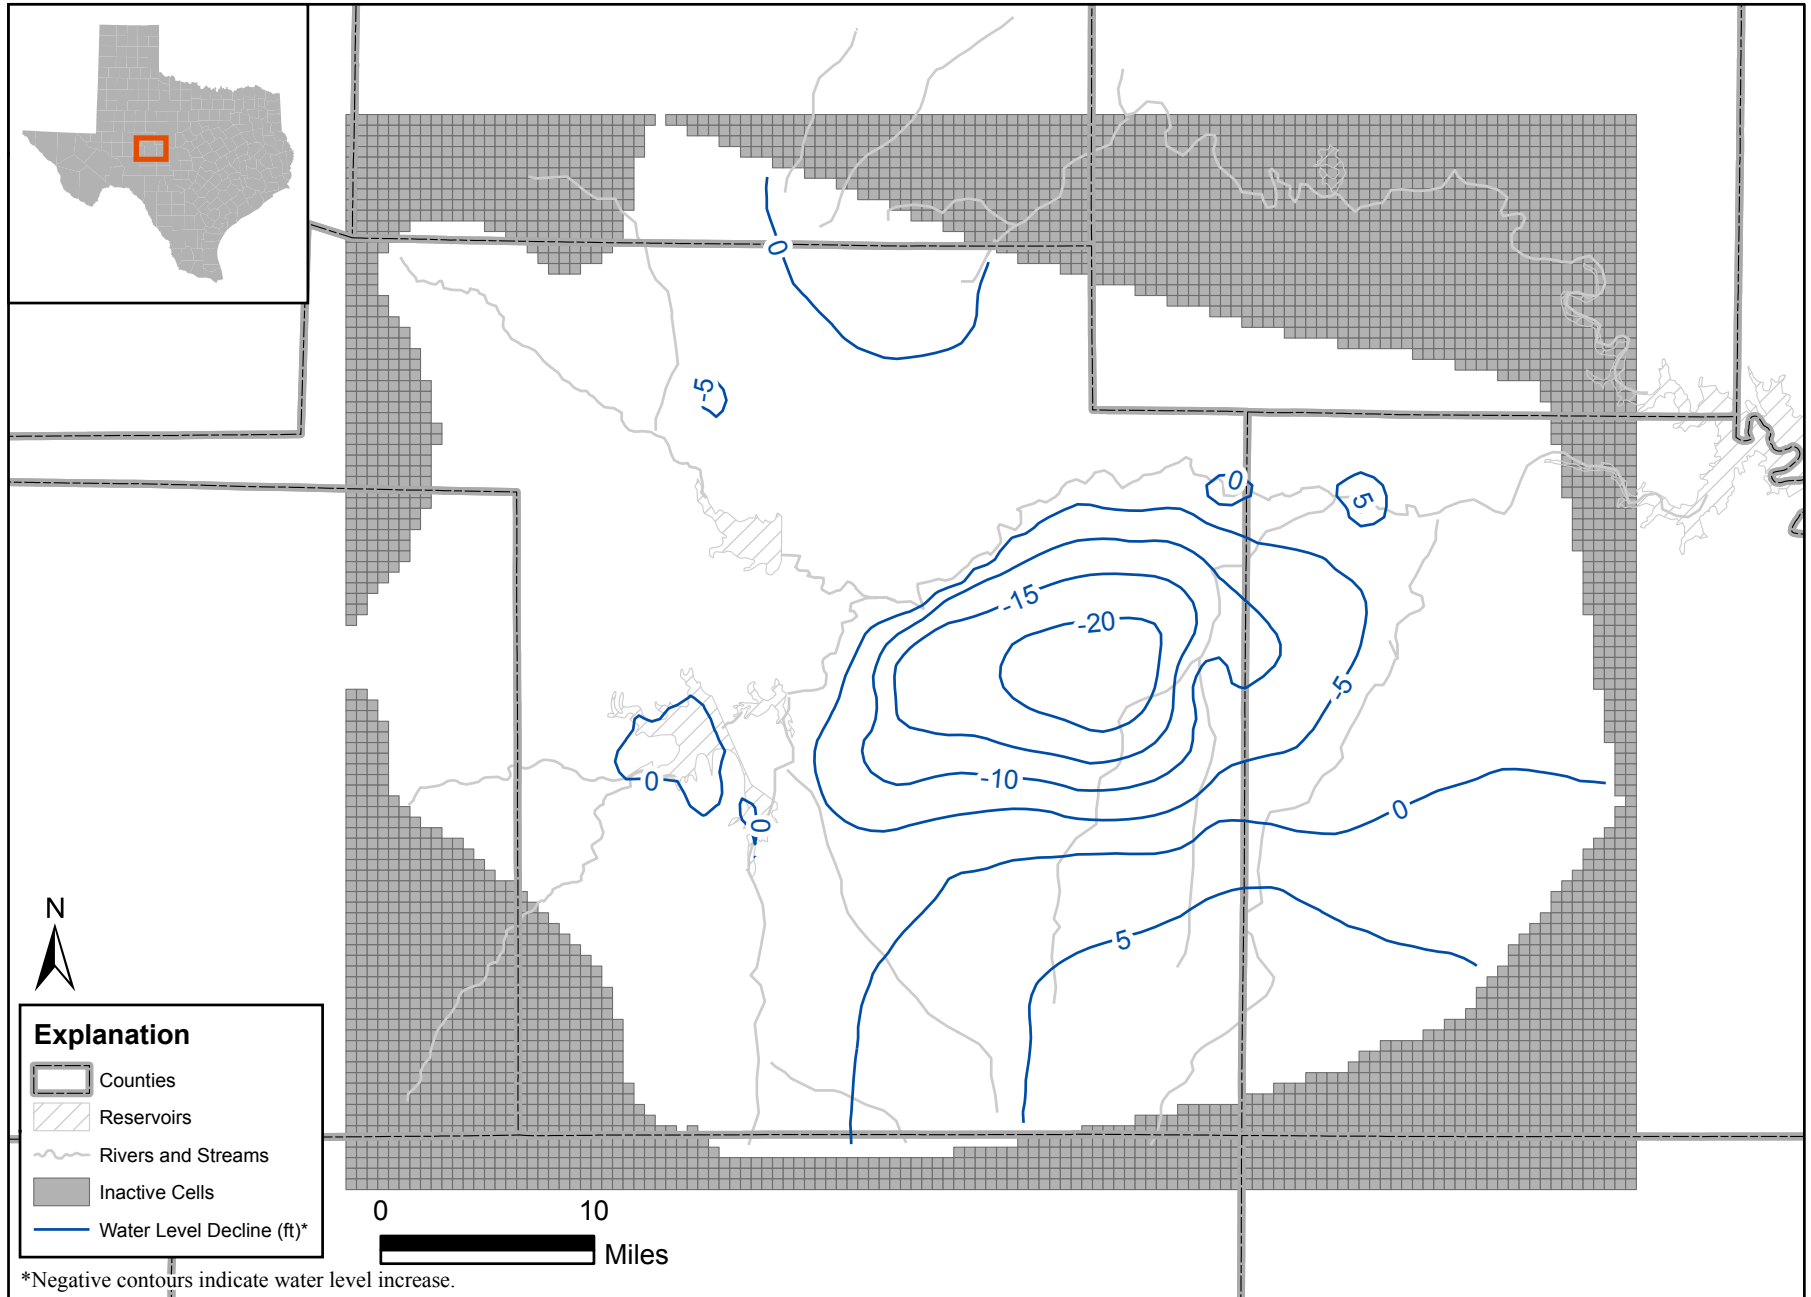 0
-5
0
5
-15
-20
-5
-10
0
0
0
5
N
Explanation
Counties
Reservoirs
Rivers and Streams
Inactive Cells
Water Level Decline (ft)*
0 10
Miles
*Negative contours indicate water level increase.